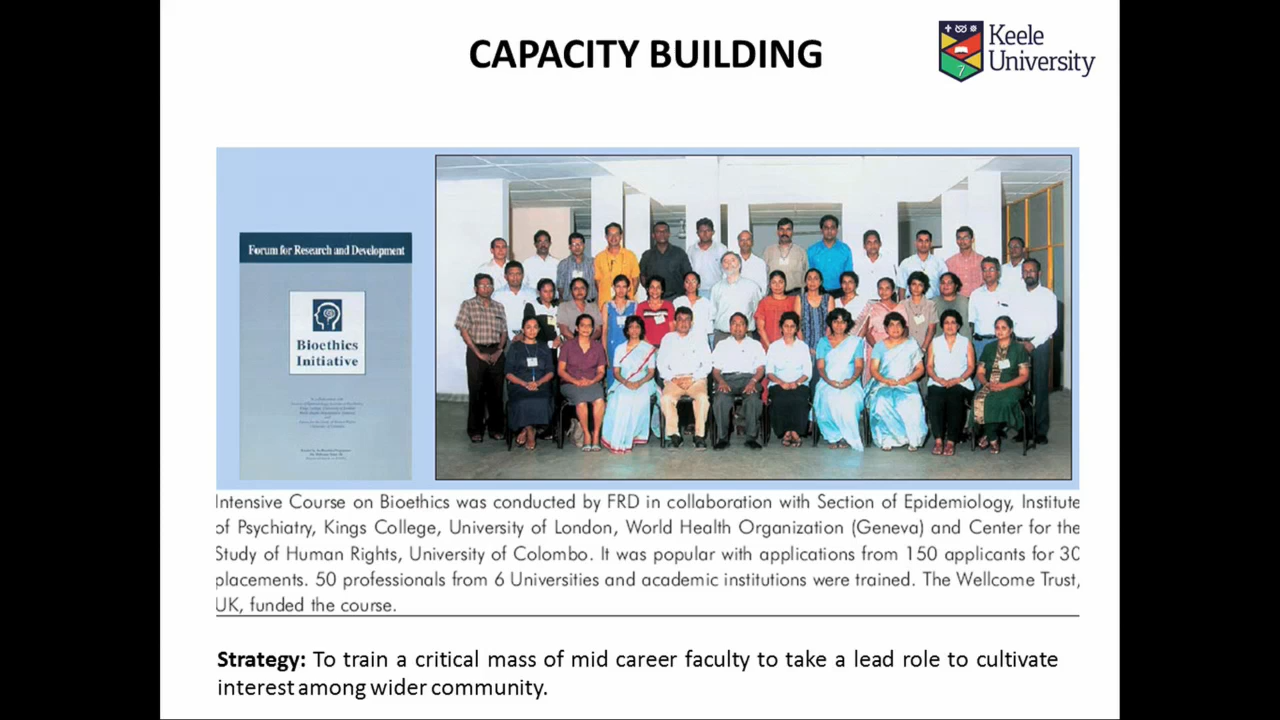 CAPACITY BUILDING
Keele
University
Forum for Research and Development
Bioethics
Initiative
Intensive Course on Bioethics was conducted by FRD in collaboration with Section of Epidemiology, Institute
of Psychiatry, Kings College, University of London, World Health Organization (Geneva) and Center for the
Study of Human Rights, University of Colombo. It was popular with applications from 150 applicants for 30
placements. 50 professionals from 6 Universities and academic institutions were trained. The Wellcome Trust,
UK, funded the course.
Strategy: To train a critical mass of mid career faculty to take a lead role to cultivate
interest among wider community.